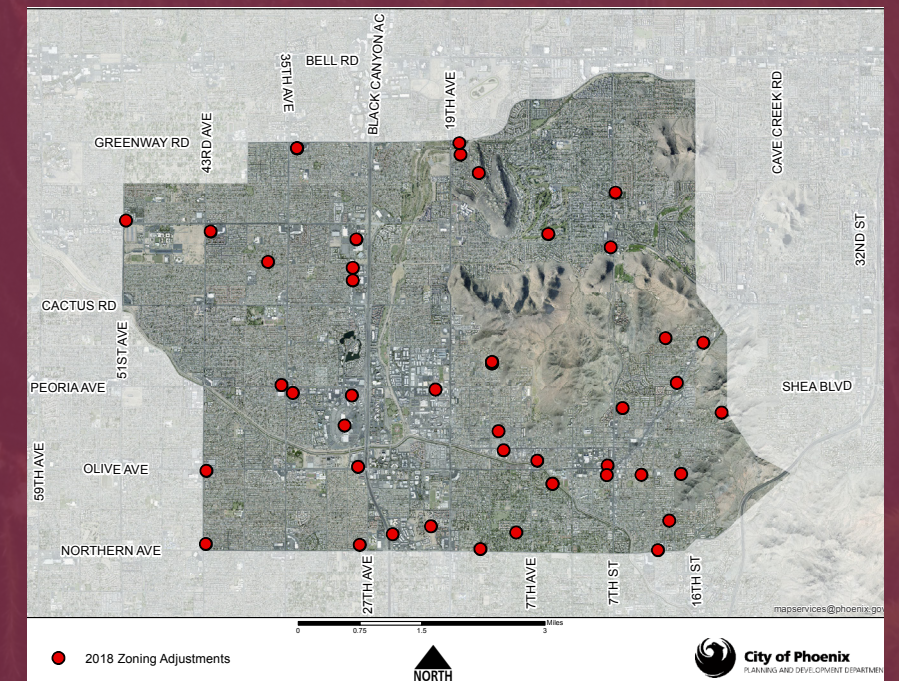 BELL RD
35TH AVE
BLACK CANYON AC
19TH AVE
CAVE CREEK RD
GREENWAY RD
43RD AVE
32ND ST
CACTUS RD
51ST AVE
PEORIA AVE
SHEA BLVD
59TH AVE
OLIVE AVE
NORTHERN AVE
27TH AVE
7TH AVE
7TH ST
16TH ST
mapservices@phoenix.gov
Miles
0 0.75 1.5 3
2018 Zoning Adjustments
NORTH
City of Phoenix
PLANNING AND DEVELOPMENT DEPARTMEN